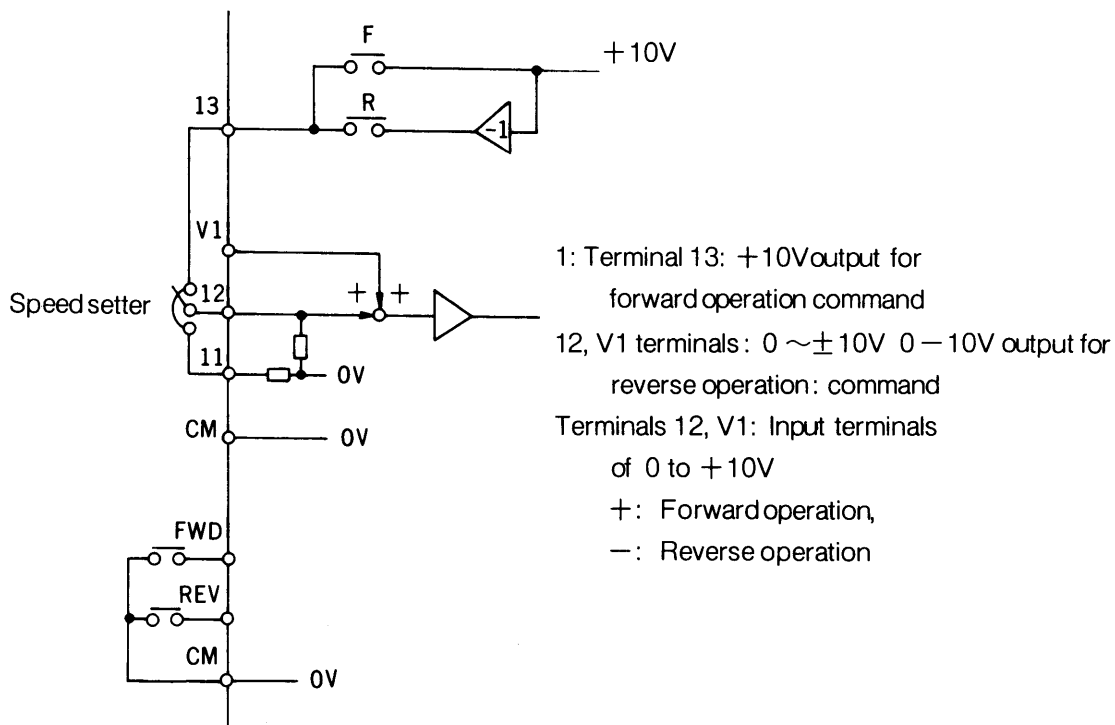 F
+10V
13
R
-1
V1
Speed setter
12
+ +
11
0V
CM
0V
FWD
REV
CM
0V
1: Terminal 13: +10V output for
forward operation command
12, V1 terminals: 0 ~±10V 0-10V output for
reverse operation: command
Terminals 12, V1: Input terminals
of 0 to +10V
+: Forward operation,
-: Reverse operation